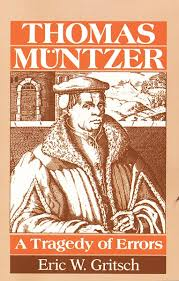 THOMAS
MÜNTZER
A Tragedy of Errors
Eric W. Gritsch